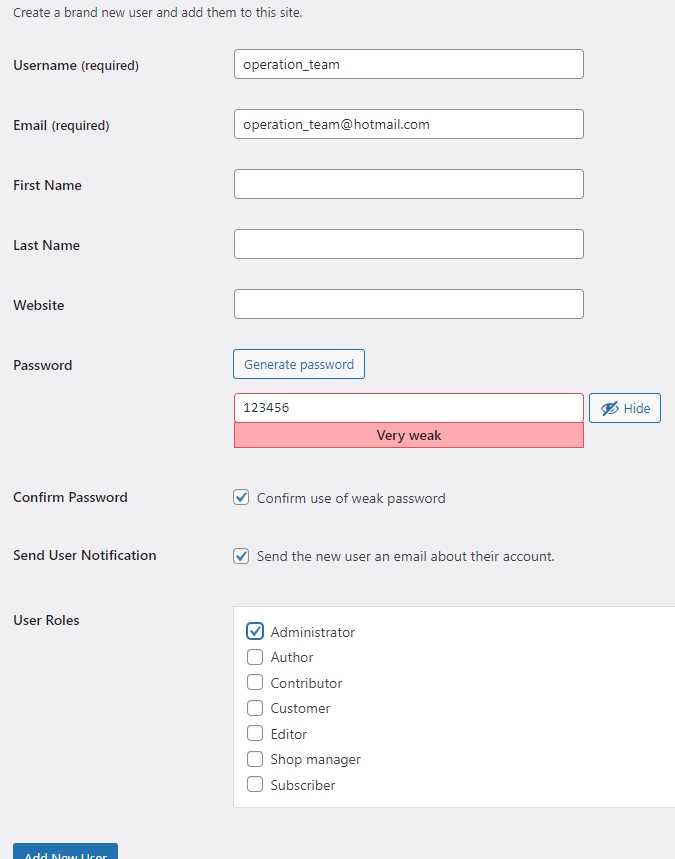 Create a brand new user and add them to this site.
Username (required)
operation_team
Email (required)
operation_team@hotmail.com
First Name
Last Name
Website
Password
Generate password
123456
Hide
Very weak
Confirm Password
Confirm use of weak password
Send User Notification
Send the new user an email about their account.
User Roles
Administrator
Author
Contributor
Customer
Editor
Shop manager
Subscriber
Add New User